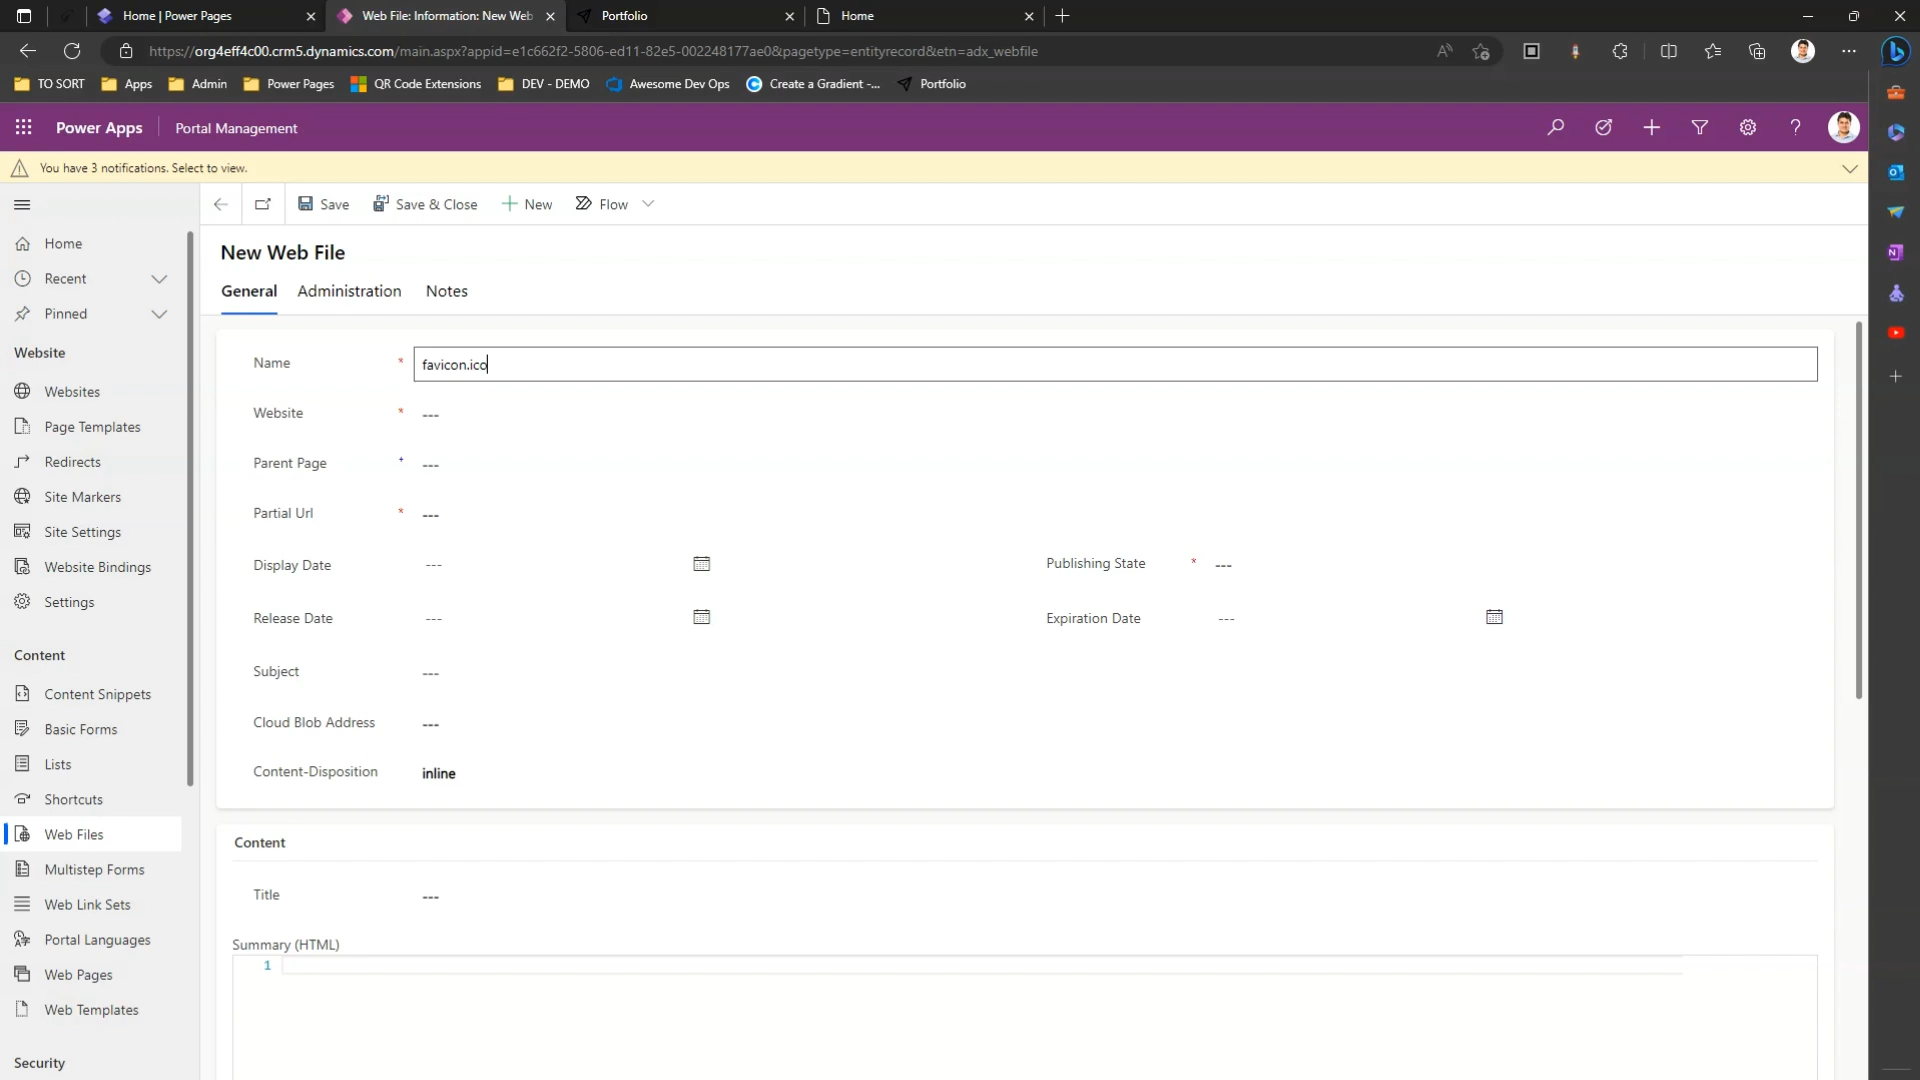 Home | Power Pages
Web File: Information: New Web
Portfolio
Home
https://org4eff4c00.crm5.dynamics.com/main.aspx?appid=e1c662f2-5806-ed11-82e5-002248177ae0&pagetype=entityrecord&etn=adx_webfile
TO SORT
Apps
Admin
Power Pages
QR Code Extensions
DEV - DEMO
Awesome Dev Ops
Create a Gradient -...
Portfolio
Power Apps
Portal Management
You have 3 notifications. Select to view.
Save
Save & Close
New
Flow
Home
Recent
Pinned
Website
Websites
Page Templates
Redirects
Site Markers
Site Settings
Website Bindings
Settings
Content
Content Snippets
Basic Forms
Lists
Shortcuts
Web Files
Multistep Forms
Web Link Sets
Portal Languages
Web Pages
Web Templates
Security
New Web File
General
Administration
Notes
Name * favicon.ico
Website * ---
Parent Page + ---
Partial Url * ---
Display Date ---
Publishing State * ---
Release Date ---
Expiration Date ---
Subject ---
Cloud Blob Address ---
Content-Disposition inline
Content
Title ---
Summary (HTML)
1